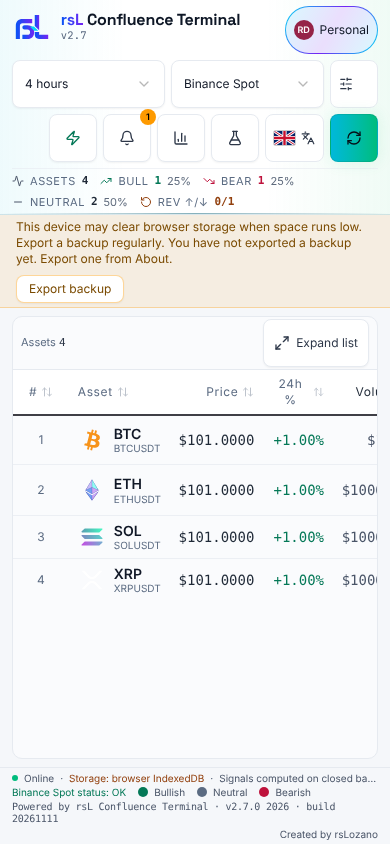 rsL rsL Confluence Terminal
v2.7
RD Personal
4 hours
Binance Spot
1
ASSETS 4 BULL 1 25% BEAR 1 25%
NEUTRAL 2 50% REV ↑/↓ 0/1
This device may clear browser storage when space runs low.
Export a backup regularly. You have not exported a backup
yet. Export one from About.
Export backup
Assets 4
Expand list
# Asset Price 24h % Volu
1 BTC $101.0000 +1.00% $
BTCUSDT
2 ETH $101.0000 +1.00% $1000
ETHUSDT
3 SOL $101.0000 +1.00% $1000
SOLUSDT
4 XRP $101.0000 +1.00% $1000
XRPUSDT
Online · Storage: browser IndexedDB · Signals computed on closed ba...
Binance Spot status: OK Bullish Neutral Bearish
Powered by rsL Confluence Terminal · v2.7.0 2026 · build
20261111
Created by rsLozano